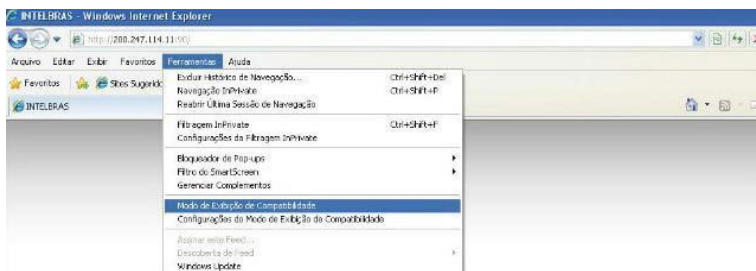 INTELBRAS - Windows Internet Explorer
http://200.247.114.11:90/
Arquivo Editar Exibir Favoritos Ferramentas Ajuda
Favoritos Sites Sugerido
INTELBRAS
Excluir Histórico de Navegação... Ctrl+Shift+Del
Navegação InPrivate Ctrl+Shift+P
Reabrir Última Sessão de Navegação
Filtragem InPrivate Ctrl+Shift+F
Configurações da Filtragem InPrivate
Bloqueador de Pop-ups
Filtro do SmartScreen
Gerenciar Complementos
Modo de Exibição de Compatibilidade
Configurações do Modo de Exibição de Compatibilidade
Assinar este Feed...
Descoberta de Feed
Windows Update